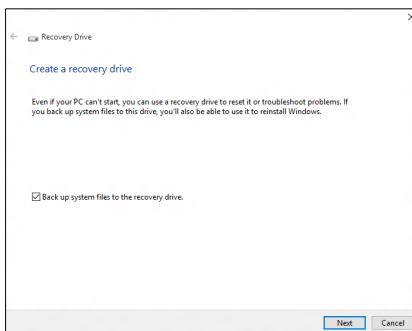 Recovery Drive
Create a recovery drive
Even if your PC can't start, you can use a recovery drive to reset it or troubleshoot problems. If
you back up system files to this drive, you'll also be able to use it to reinstall Windows.
Back up system files to the recovery drive.
Next Cancel